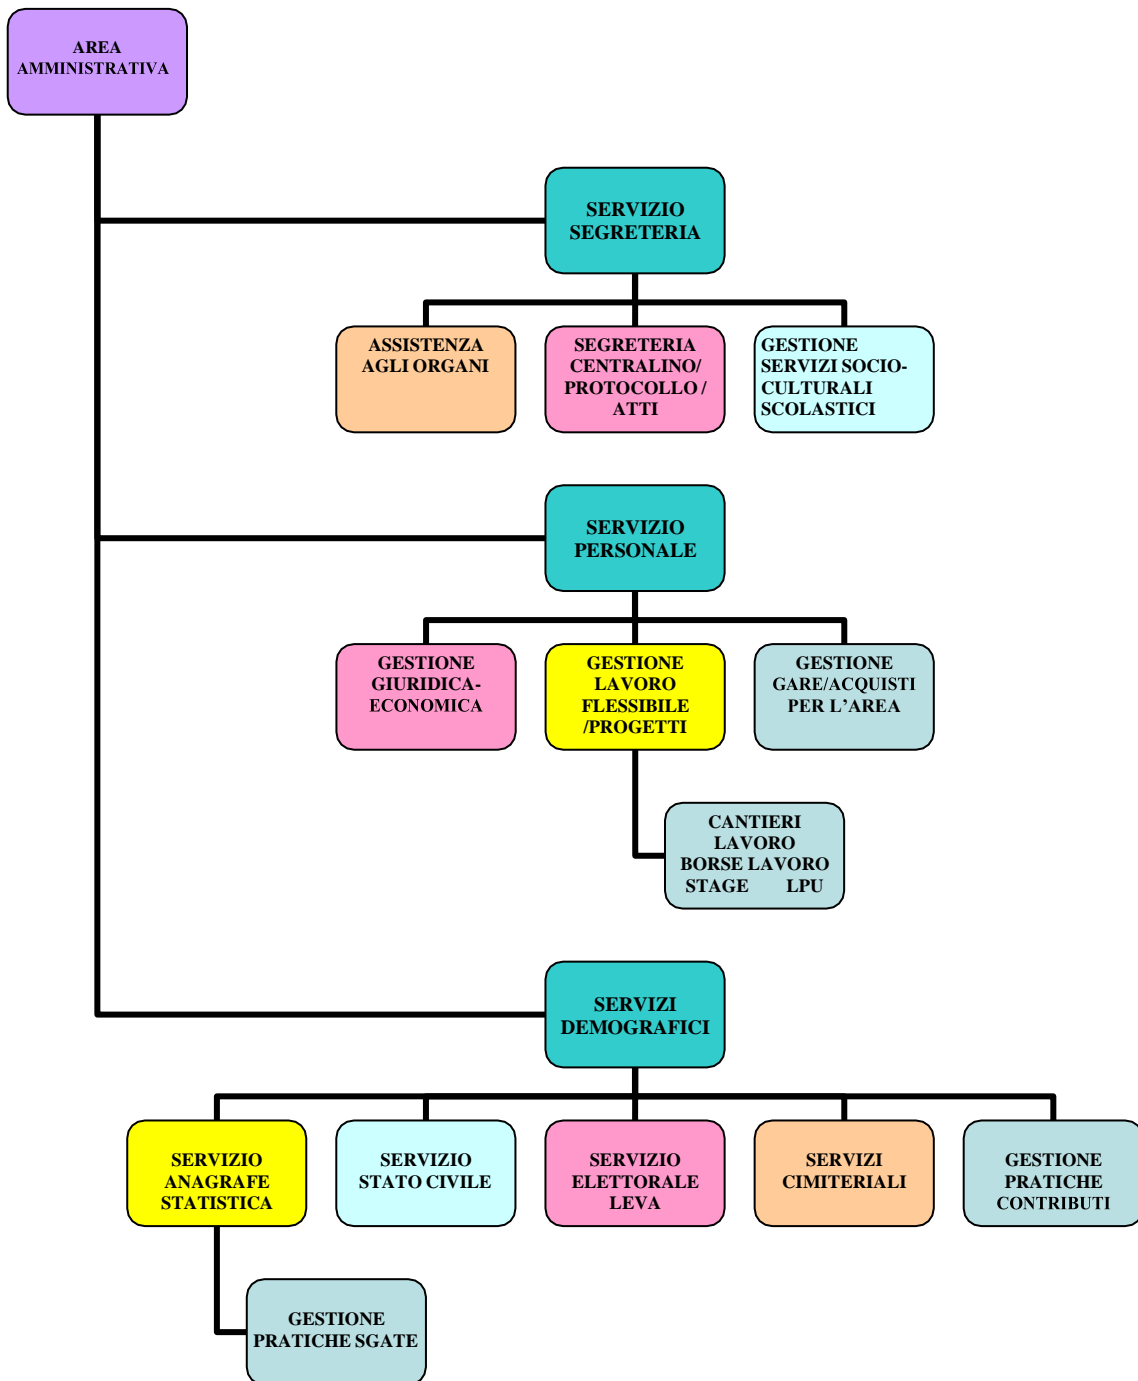 AREA
AMMINISTRATIVA
SERVIZIO
SEGRETERIA
ASSISTENZA
AGLI ORGANI
SEGRETERIA
CENTRALINO/
PROTOCOLLO /
ATTI
GESTIONE
SERVIZI SOCIO-
CULTURALI
SCOLASTICI
SERVIZIO
PERSONALE
GESTIONE
GIURIDICA-
ECONOMICA
GESTIONE
LAVORO
FLESSIBILE
/PROGETTI
GESTIONE
GARE/ACQUISTI
PER L’AREA
CANTIERI
LAVORO
BORSE LAVORO
STAGE LPU
SERVIZI
DEMOGRAFICI
SERVIZIO
ANAGRAFE
STATISTICA
SERVIZIO
STATO CIVILE
SERVIZIO
ELETTORALE
LEVA
SERVIZI
CIMITERIALI
GESTIONE
PRATICHE
CONTRIBUTI
GESTIONE
PRATICHE SGATE